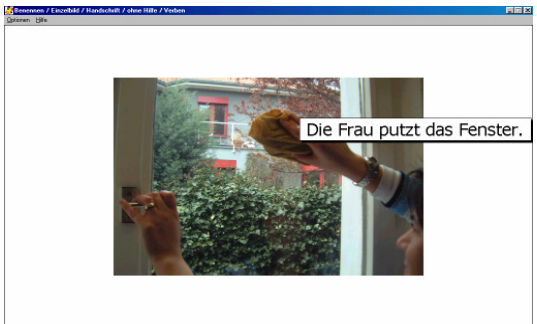 Benennen / Einzelbild / Handschrift / ohne Hilfe / Verben
Optionen Hilfe
Die Frau putzt das Fenster.